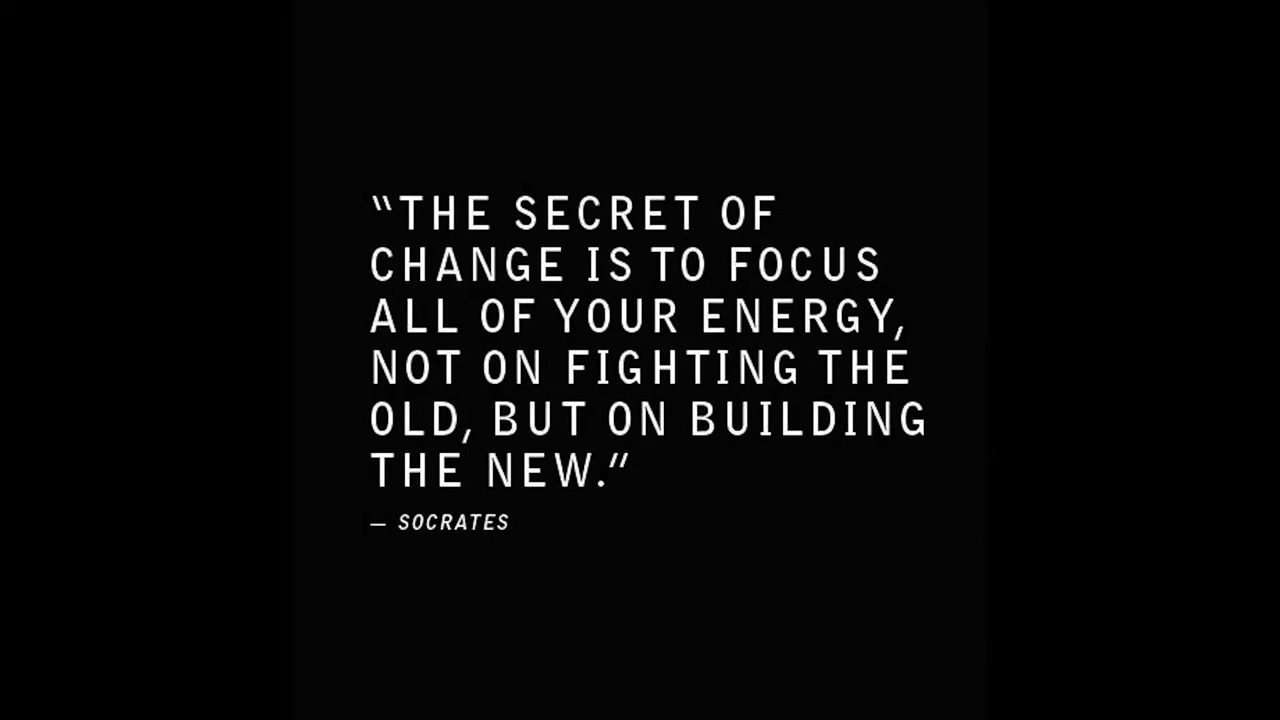 “THE SECRET OF
CHANGE IS TO FOCUS
ALL OF YOUR ENERGY,
NOT ON FIGHTING THE
OLD, BUT ON BUILDING
THE NEW.”
— SOCRATES